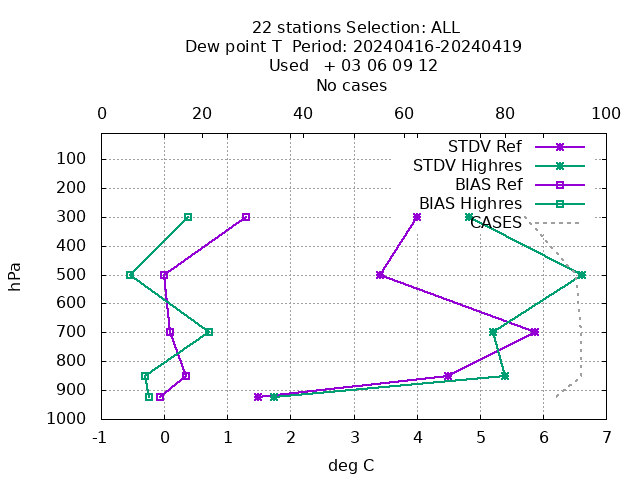 22 stations Selection: ALL
Dew point T  Period: 20240416-20240419
Used   + 03 06 09 12
No cases
0 20 40 60 80 100
STDV Ref
STDV Highres
BIAS Ref
BIAS Highres
CASES
100
200
300
400
500
600
700
800
900
1000
hPa
-1 0 1 2 3 4 5 6 7
deg C